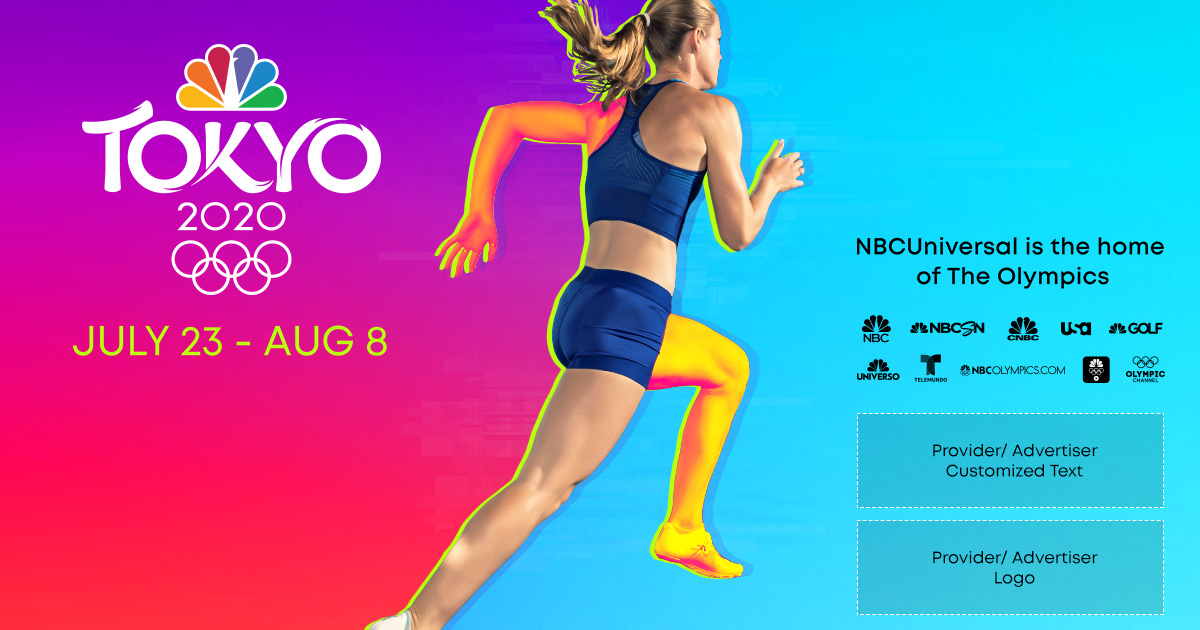 TOKYO
2020
JULY 23 - AUG 8
NBCUniversal is the home
of The Olympics
NBC
NBCSN
CNBC
USA
GOLF
UNIVERSO
TELEMUNDO
NBCOLYMPICS.COM
OLYMPIC
CHANNEL
Provider/ Advertiser
Customized Text
Provider/ Advertiser
Logo